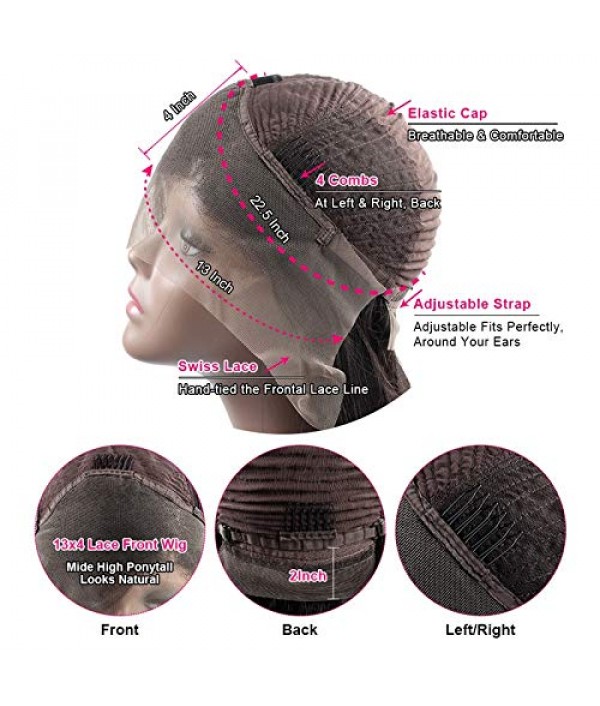 4 Inch
Elastic Cap
Breathable & Comfortable
4 Combs
At Left & Right, Back
22.5 Inch
13 Inch
Adjustable Strap
Adjustable Fits Perfectly,
Around Your Ears
Swiss Lace
Hand-tied the Frontal Lace Line
13x4 Lace Front Wig
Mide High Ponytall
Looks Natural
2Inch
Front
Back
Left/Right